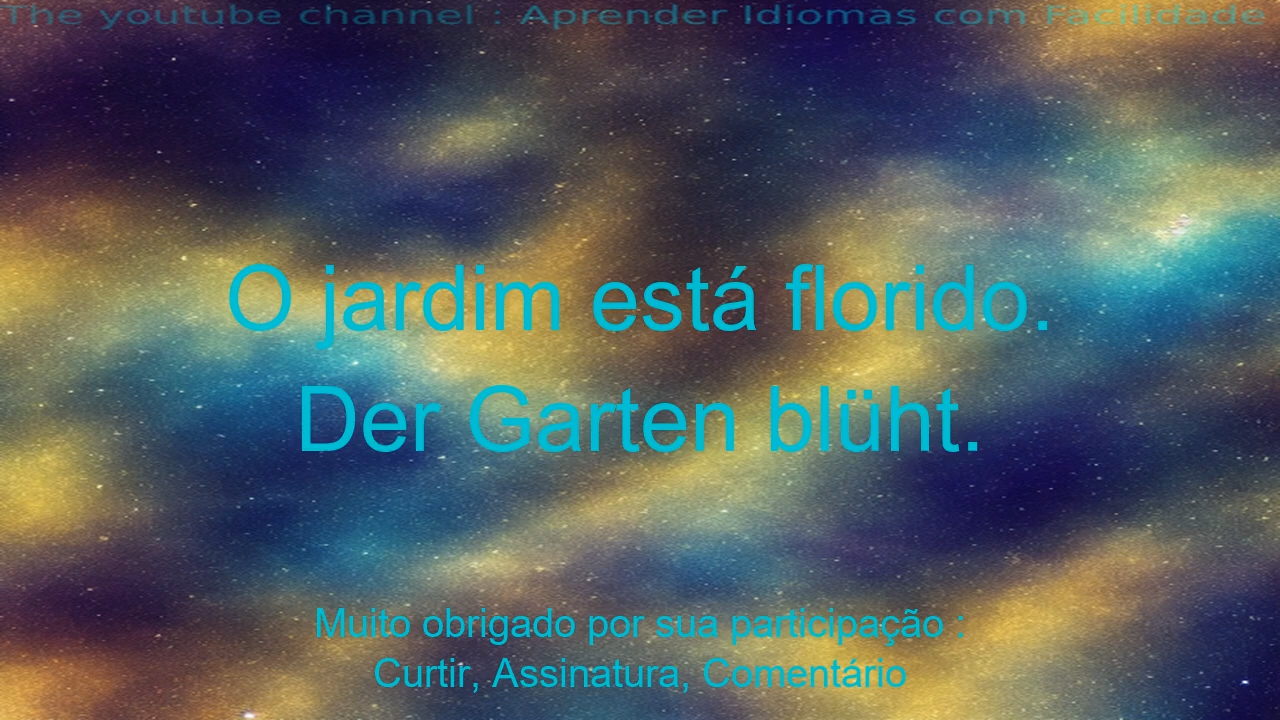 The youtube channel : Aprender Idiomas com Facilidade
O jardim está florido.
Der Garten blüht.
Muito obrigado por sua participação :
Curtir, Assinatura, Comentário